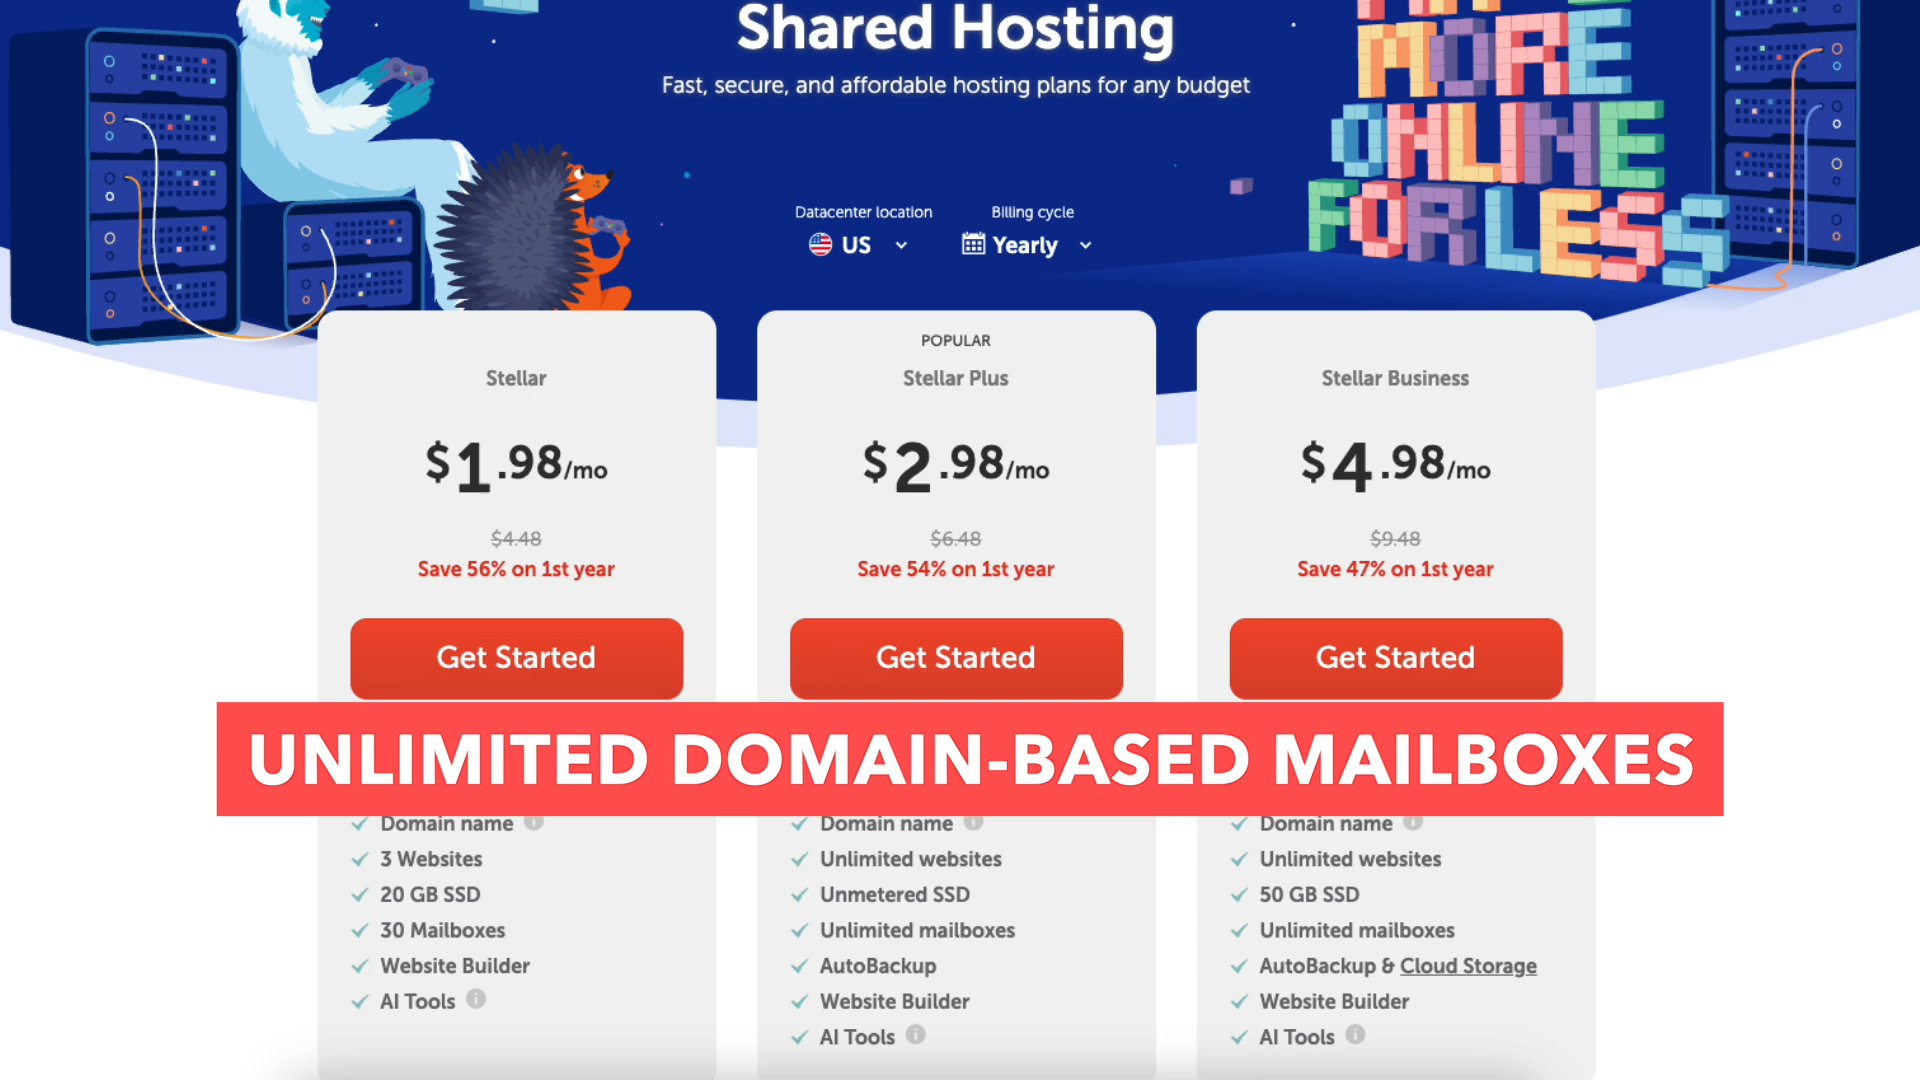 Shared Hosting
Fast, secure, and affordable hosting plans for any budget
MORE
ONLINE
FOR LESS
Datacenter location
US
Billing cycle
Yearly
Stellar
$1.98/mo
$4.48
Save 56% on 1st year
Get Started
POPULAR
Stellar Plus
$2.98/mo
$6.48
Save 54% on 1st year
Get Started
Stellar Business
$4.98/mo
$9.48
Save 47% on 1st year
Get Started
UNLIMITED DOMAIN-BASED MAILBOXES
Domain name
3 Websites
20 GB SSD
30 Mailboxes
Website Builder
AI Tools
Domain name
Unlimited websites
Unmetered SSD
Unlimited mailboxes
AutoBackup
Website Builder
AI Tools
Domain name
Unlimited websites
50 GB SSD
Unlimited mailboxes
AutoBackup & Cloud Storage
Website Builder
AI Tools